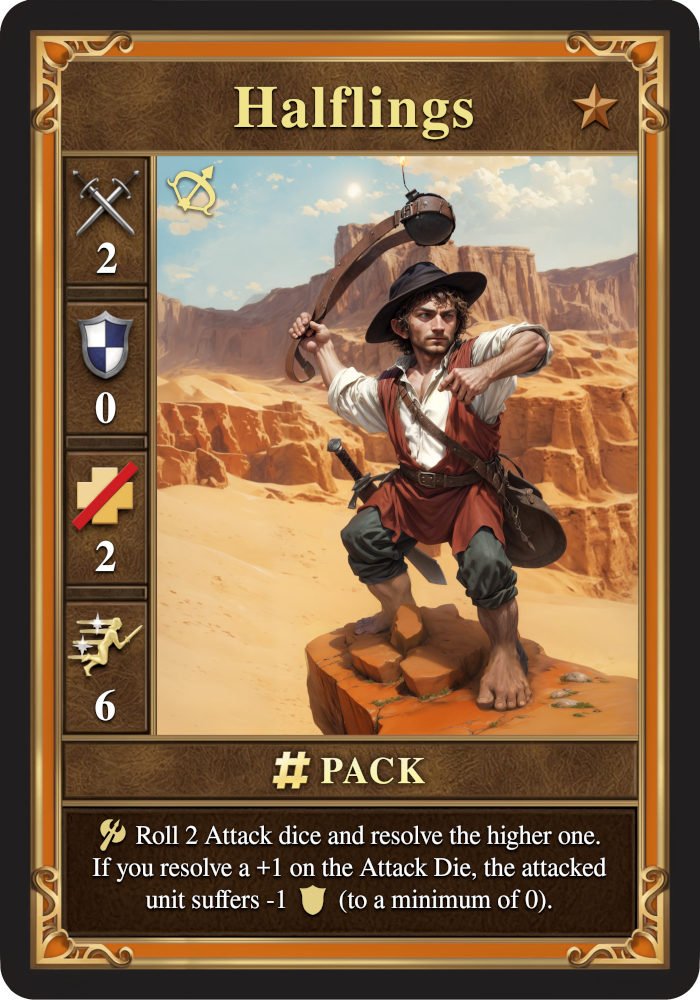 Halflings
2
0
2
6
# PACK
Roll 2 Attack dice and resolve the higher one.
If you resolve a +1 on the Attack Die, the attacked
unit suffers -1 (to a minimum of 0).